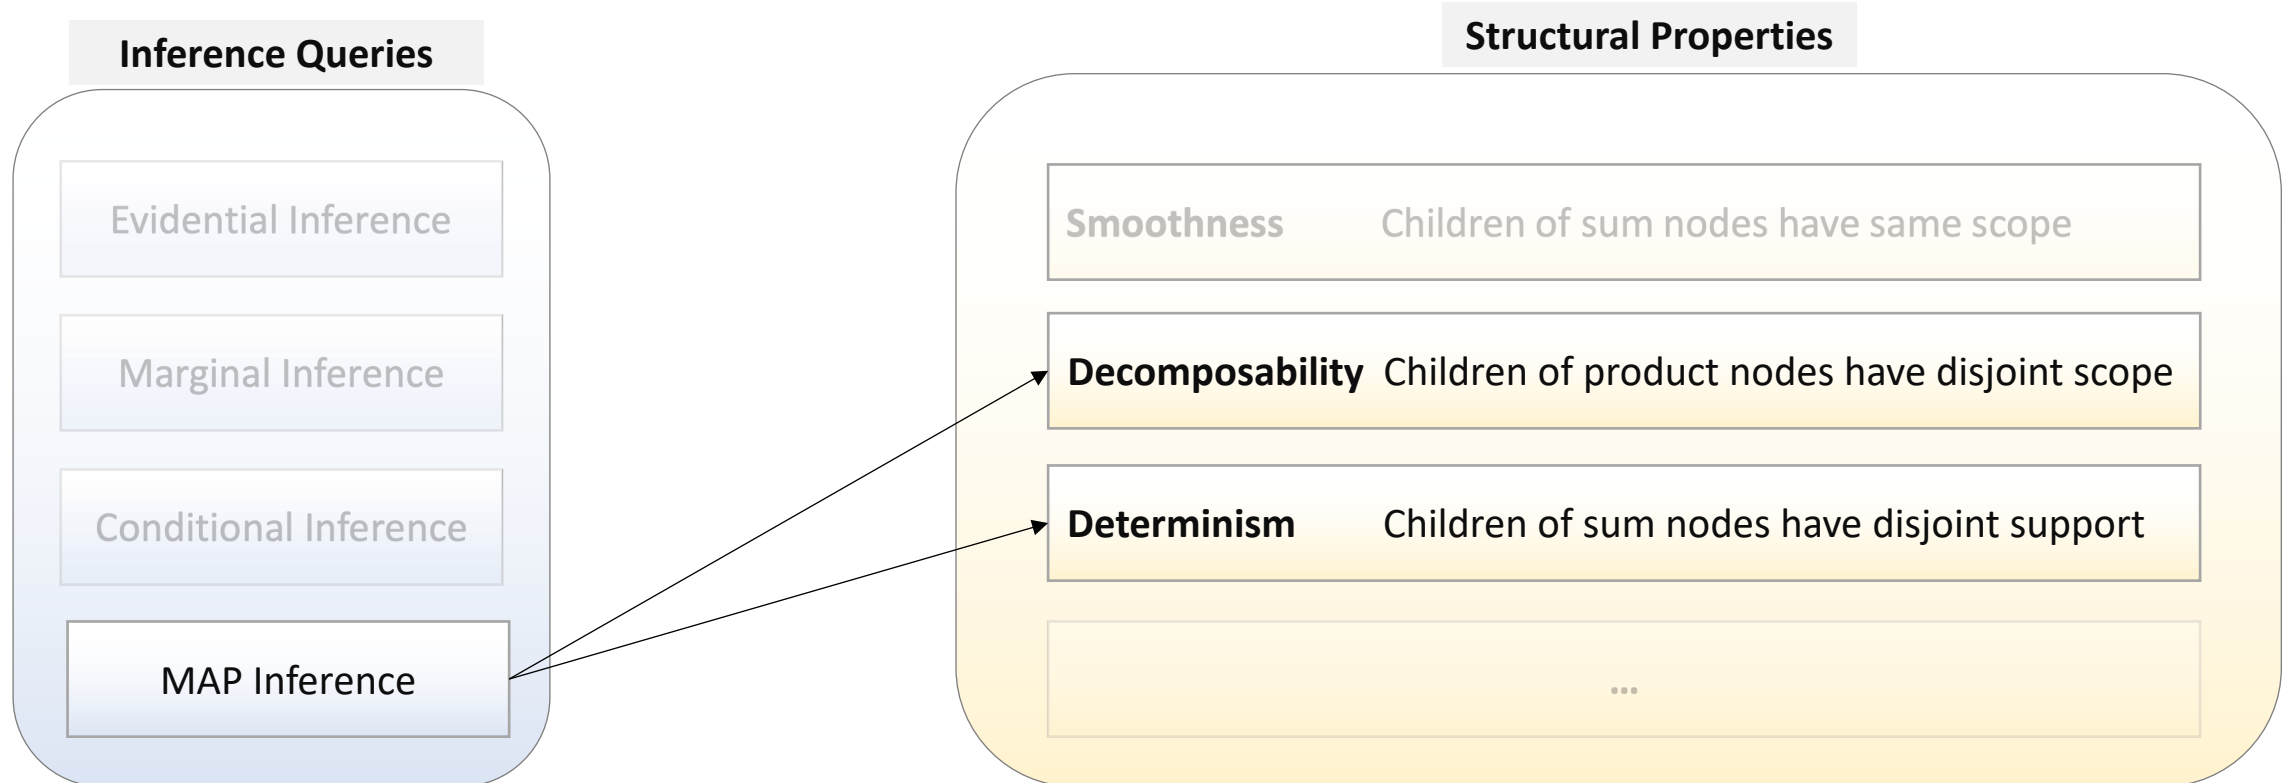 Inference Queries
Evidential Inference
Marginal Inference
Conditional Inference
MAP Inference
Structural Properties
Smoothness Children of sum nodes have same scope
Decomposability Children of product nodes have disjoint scope
Determinism Children of sum nodes have disjoint support
...